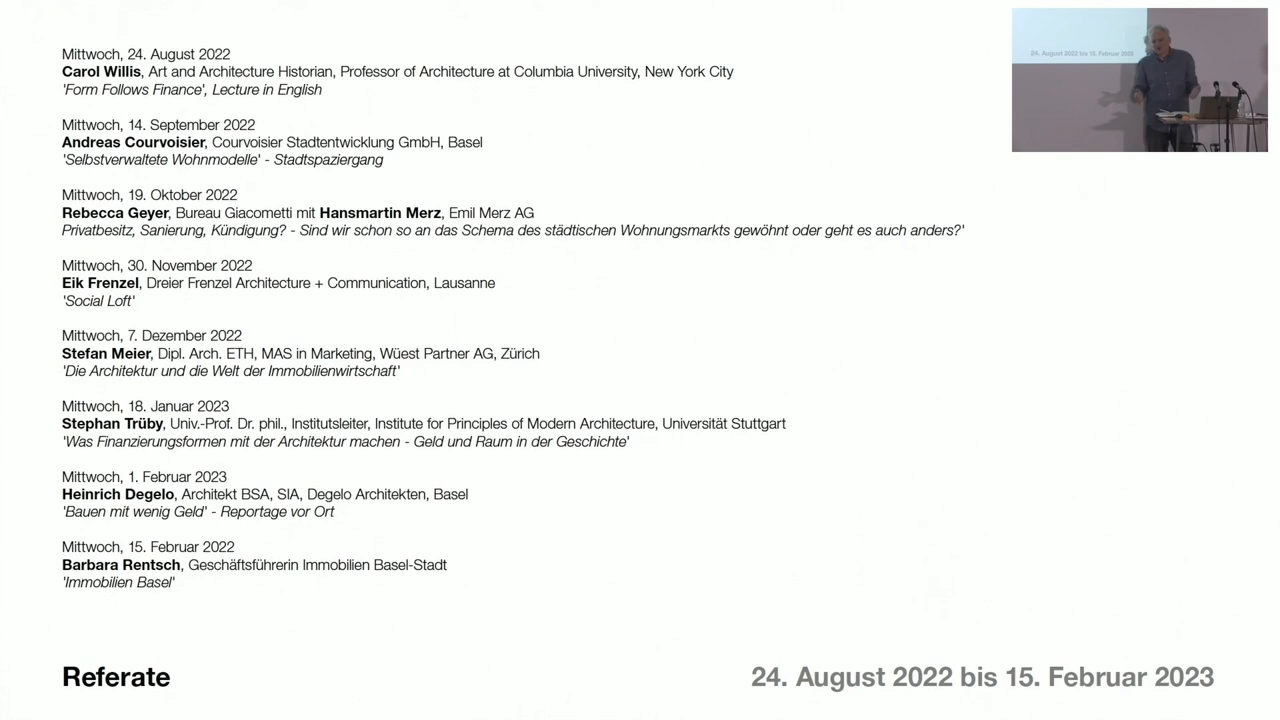 Mittwoch, 24. August 2022
Carol Willis, Art and Architecture Historian, Professor of Architecture at Columbia University, New York City
'Form Follows Finance', Lecture in English
Mittwoch, 14. September 2022
Andreas Courvoisier, Courvoisier Stadtentwicklung GmbH, Basel
'Selbstverwaltete Wohnmodelle' - Stadtspaziergang
Mittwoch, 19. Oktober 2022
Rebecca Geyer, Bureau Giacometti mit Hansmartin Merz, Emil Merz AG
Privatbesitz, Sanierung, Kündigung? - Sind wir schon so an das Schema des städtischen Wohnungsmarkts gewöhnt oder geht es auch anders?'
Mittwoch, 30. November 2022
Eik Frenzel, Dreier Frenzel Architecture + Communication, Lausanne
'Social Loft'
Mittwoch, 7. Dezember 2022
Stefan Meier, Dipl. Arch. ETH, MAS in Marketing, Wüest Partner AG, Zürich
'Die Architektur und die Welt der Immobilienwirtschaft'
Mittwoch, 18. Januar 2023
Stephan Trüby, Univ.-Prof. Dr. phil., Institutsleiter, Institute for Principles of Modern Architecture, Universität Stuttgart
'Was Finanzierungsformen mit der Architektur machen - Geld und Raum in der Geschichte'
Mittwoch, 1. Februar 2023
Heinrich Degelo, Architekt BSA, SIA, Degelo Architekten, Basel
'Bauen mit wenig Geld' - Reportage vor Ort
Mittwoch, 15. Februar 2022
Barbara Rentsch, Geschäftsführerin Immobilien Basel-Stadt
'Immobilien Basel'
Referate
24. August 2022 bis 15. Februar 2023
24. August 2022 bis 15. Februar 2023